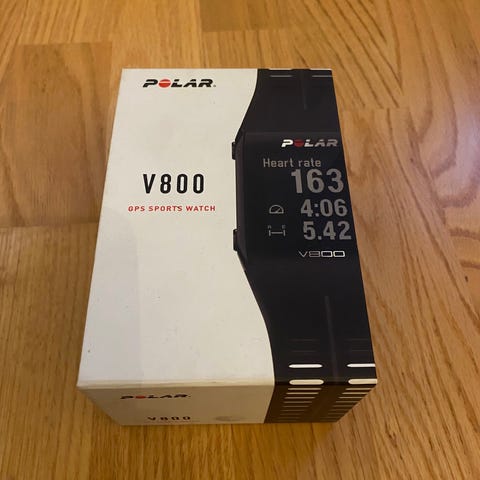 POLAR
V800
GPS SPORTS WATCH
POLAR
Heart rate
163
4:06
A B
5.42
V800
POLAR
V800